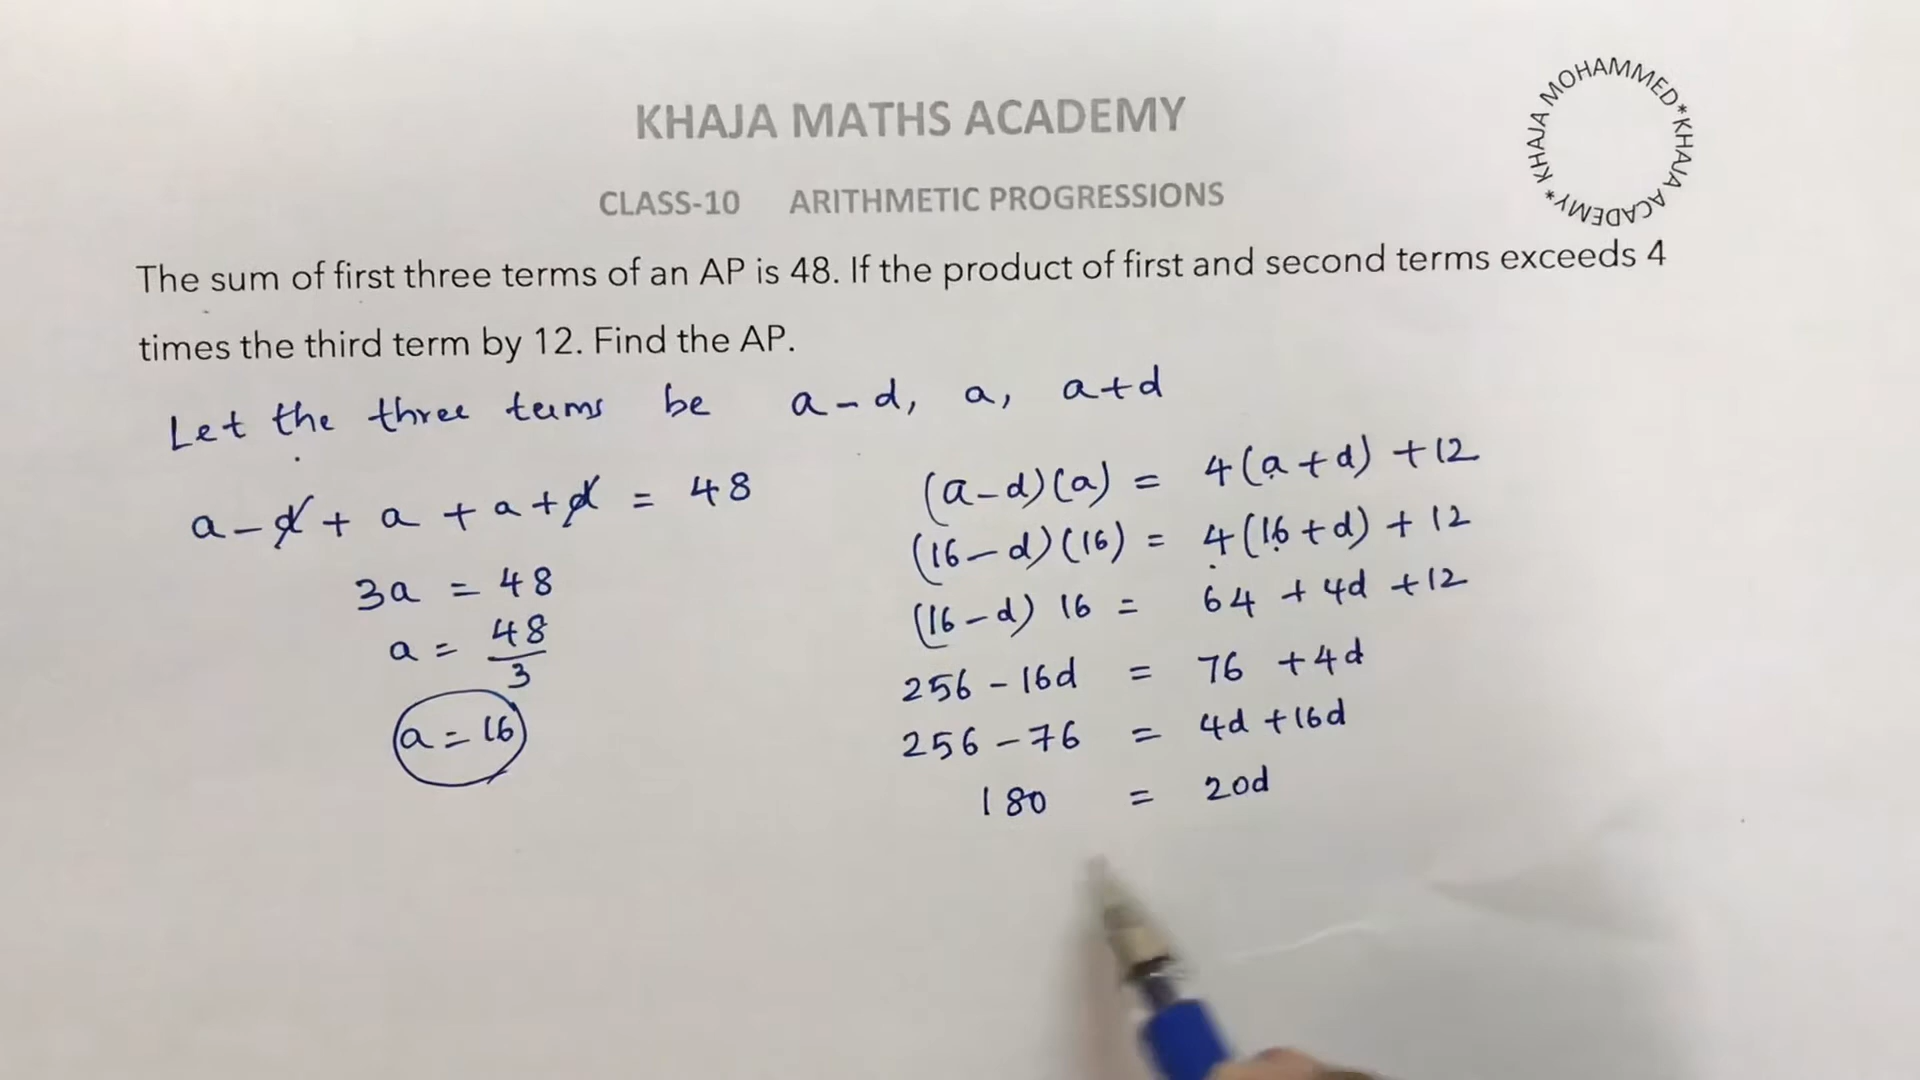 KHAJA MATHS ACADEMY
KHAJA MOHAMMED*KHAJA ACADEMY*
CLASS-10 ARITHMETIC PROGRESSIONS
The sum of first three terms of an AP is 48. If the product of first and second terms exceeds 4
times the third term by 12. Find the AP.
Let the three terms be a-d, a, a+d
a-d + a + a+d = 48
3a = 48
a = 48/3
a = 16
(a-d)(a) = 4(a+d) +12
(16-d)(16) = 4(16+d) + 12
(16-d) 16 = 64 + 4d +12
256 - 16d = 76 +4d
256 - 76 = 4d +16d
180 = 20d